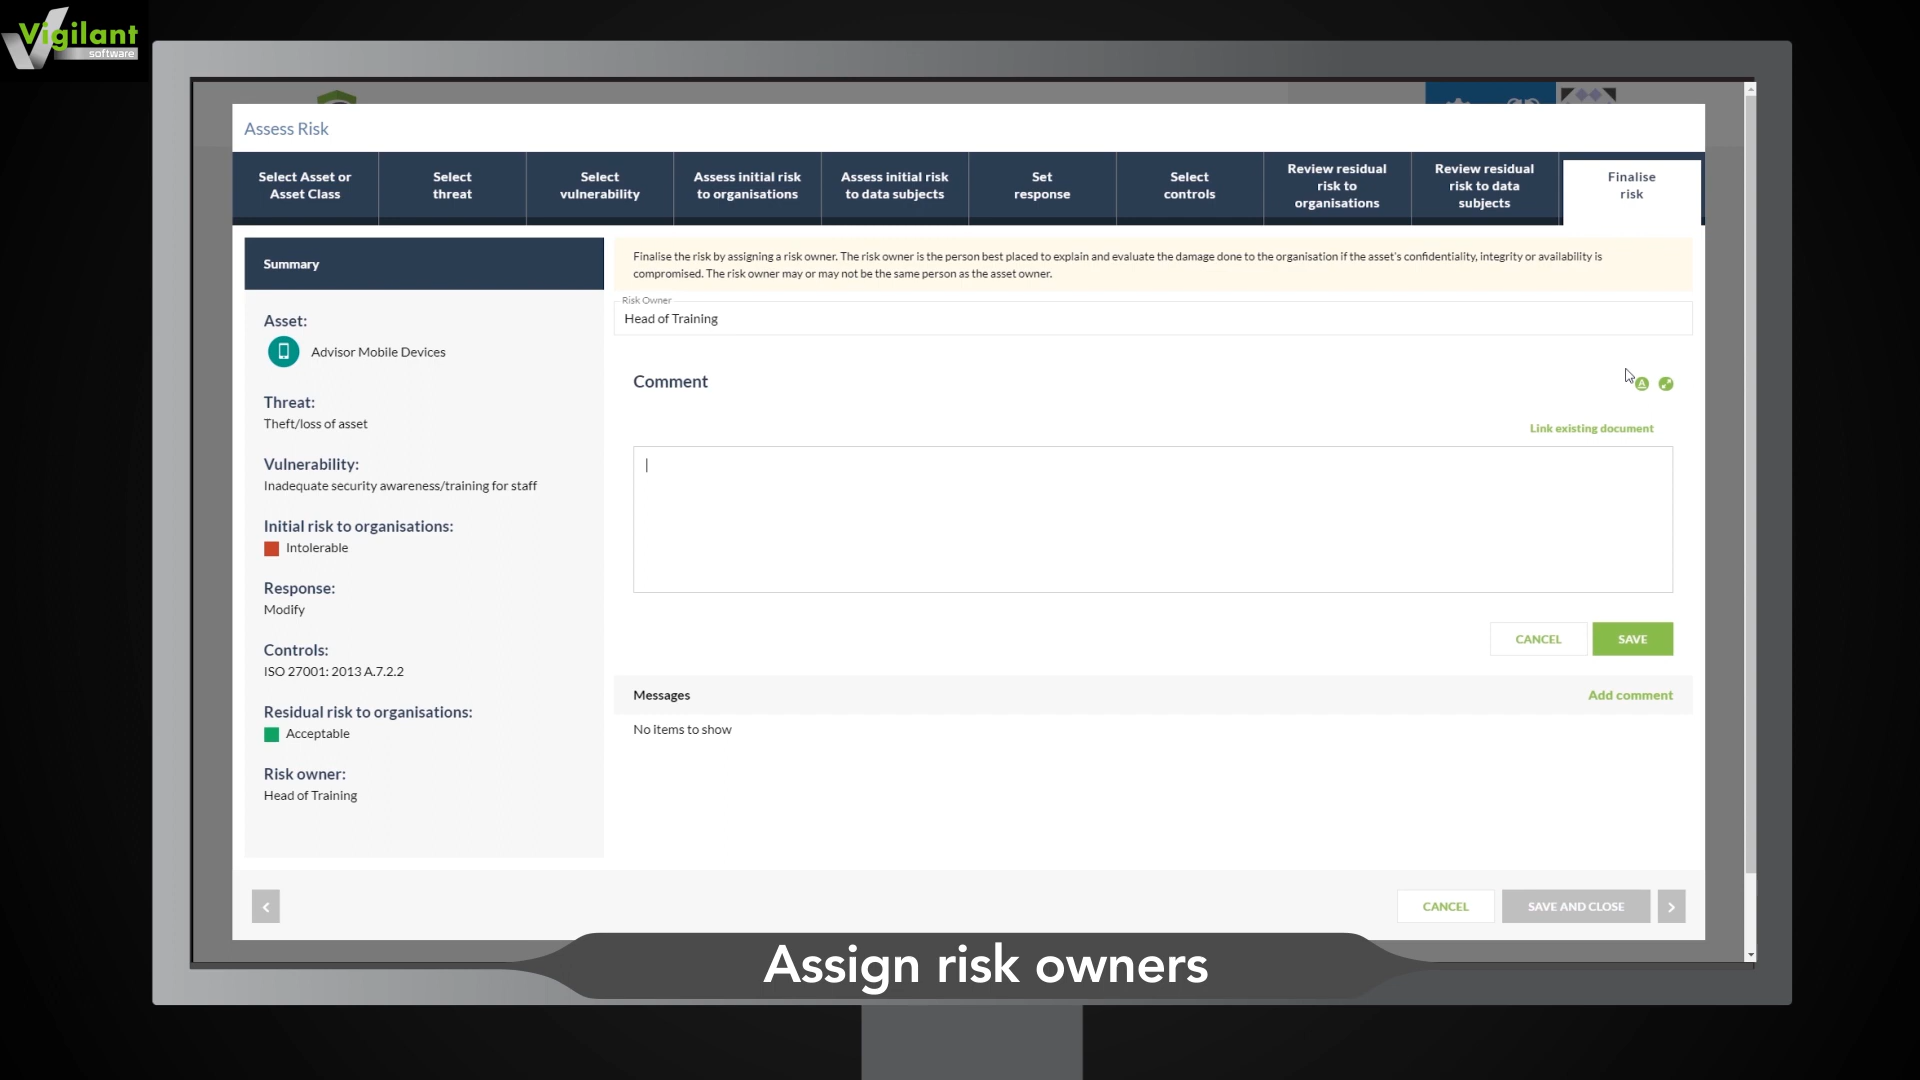 Vigilant
software
Assess Risk
Select Asset or
Asset Class
Select
threat
Select
vulnerability
Assess initial risk
to organisations
Assess initial risk
to data subjects
Set
response
Select
controls
Review residual
risk to
organisations
Review residual
risk to data
subjects
Finalise
risk
Summary
Asset:
Advisor Mobile Devices
Threat:
Theft/loss of asset
Vulnerability:
Inadequate security awareness/training for staff
Initial risk to organisations:
Intolerable
Response:
Modify
Controls:
ISO 27001: 2013 A.7.2.2
Residual risk to organisations:
Acceptable
Risk owner:
Head of Training
Finalise the risk by assigning a risk owner. The risk owner is the person best placed to explain and evaluate the damage done to the organisation if the asset's confidentiality, integrity or availability is
compromised. The risk owner may or may not be the same person as the asset owner.
Risk Owner
Head of Training
Comment
A
Link existing document
CANCEL
SAVE
Messages
Add comment
No items to show
CANCEL
SAVE AND CLOSE
Assign risk owners